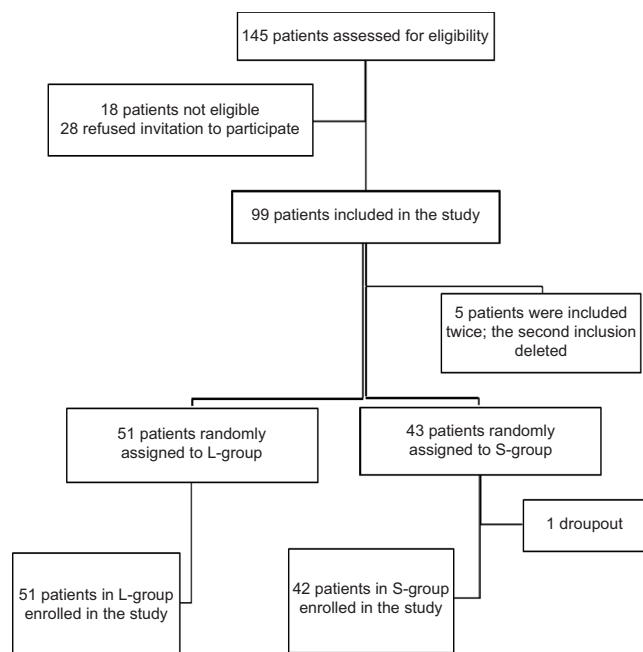 145 patients assessed for eligibility
18 patients not eligible
28 refused invitation to participate
99 patients included in the study
5 patients were included
twice; the second inclusion
deleted
51 patients randomly
assigned to L-group
43 patients randomly
assigned to S-group
1 droupout
51 patients in L-group
enrolled in the study
42 patients in S-group
enrolled in the study